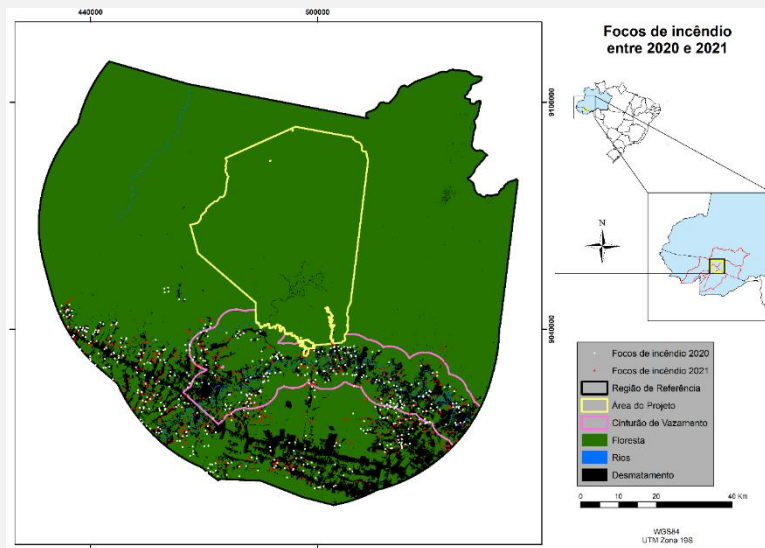 440000
500000
Focos de incêndio
entre 2020 e 2021
9100000
N
9040000
Focos de incêndio 2020
Focos de incêndio 2021
Região de Referência
Área do Projeto
Cinturão de Vazamento
Floresta
Rios
Desmatamento
0 10 20 40 Km
WGS84
UTM Zona 19S